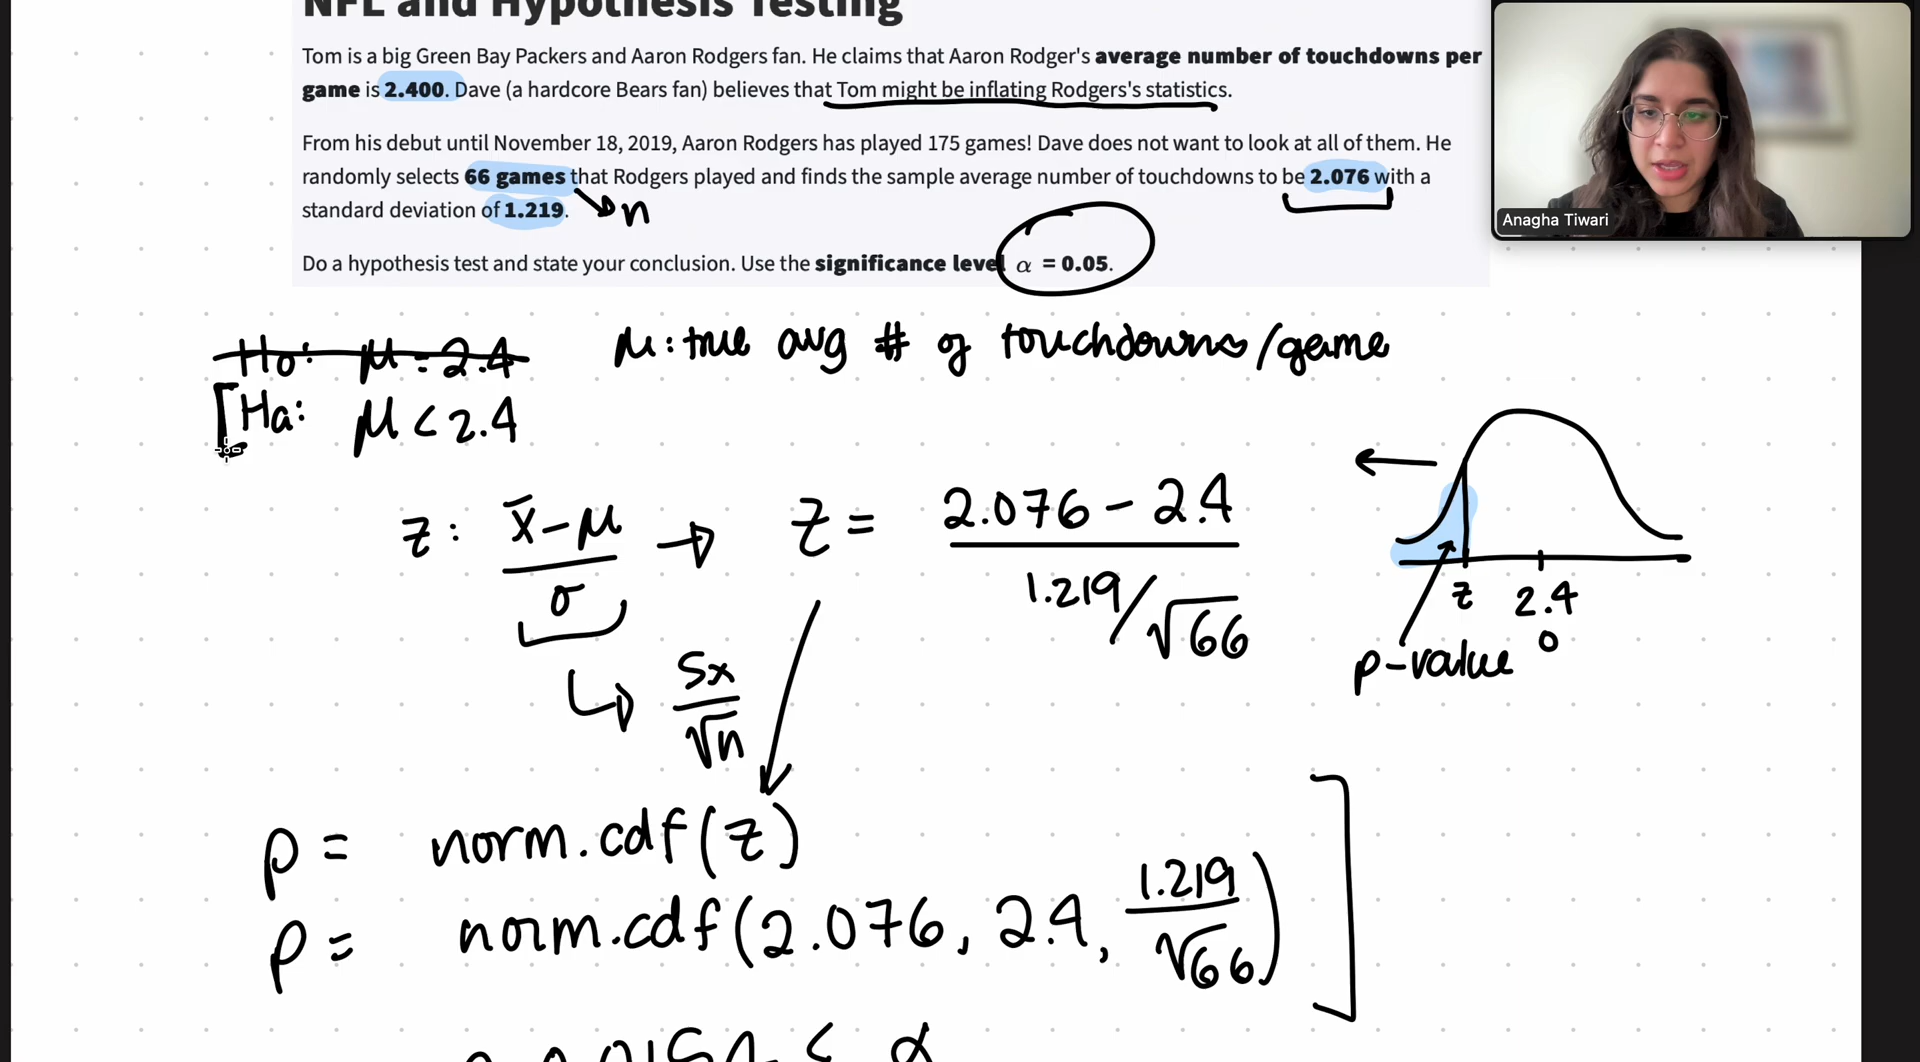 NFL and Hypothesis Testing
Tom is a big Green Bay Packers and Aaron Rodgers fan. He claims that Aaron Rodger's average number of touchdowns per
game is 2.400. Dave (a hardcore Bears fan) believes that Tom might be inflating Rodgers's statistics.
From his debut until November 18, 2019, Aaron Rodgers has played 175 games! Dave does not want to look at all of them. He
randomly selects 66 games that Rodgers played and finds the sample average number of touchdowns to be 2.076 with a
standard deviation of 1.219.
n
Do a hypothesis test and state your conclusion. Use the significance level α = 0.05.
Anagha Tiwari
Ho: μ = 2.4
μ: true avg # of touchdowns/game
Ha: μ < 2.4
z: x̄ - μ / σ → z = 2.076 - 2.4 / 1.219/√66
Sx / √n
z 2.4
0
p-value
p = norm.cdf(z)
p = norm.cdf(2.076, 2.4, 1.219/√66)
< α